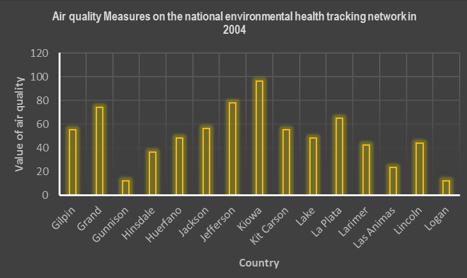 Air quality Measures on the national environmental health tracking network in
2004
Value of air quality
120
100
80
60
40
20
0
Gilpin
Grand
Gunnison
Hinsdale
Huerfano
Jackson
Jefferson
Kiowa
Kit Carson
Lake
La Plata
Larimer
Las Animas
Lincoln
Logan
Country